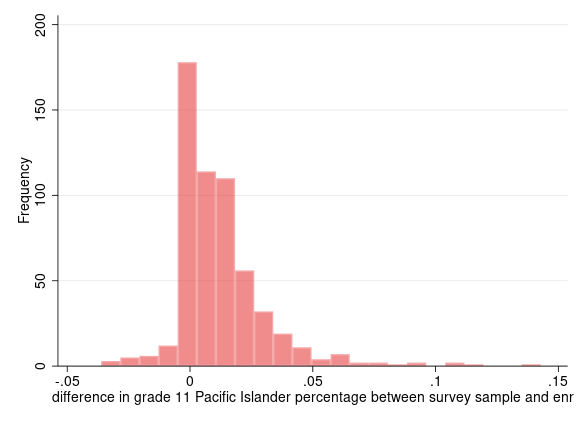 200
150
100
50
0
Frequency
-.05 0 .05 .1 .15
difference in grade 11 Pacific Islander percentage between survey sample and enr